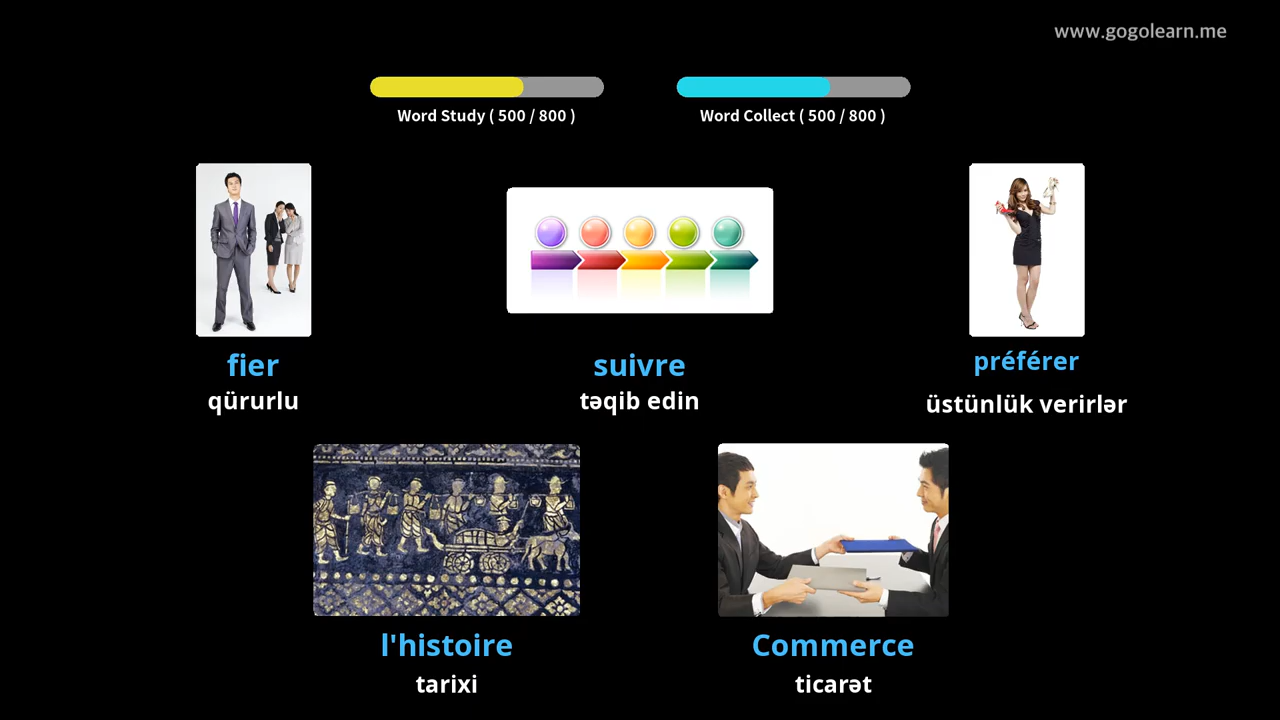 www.gogolearn.me
Word Study ( 500 / 800 )
Word Collect ( 500 / 800 )
fier
qürurlu
suivre
təqib edin
préférer
üstünlük verirlər
l'histoire
tarixi
Commerce
ticarət